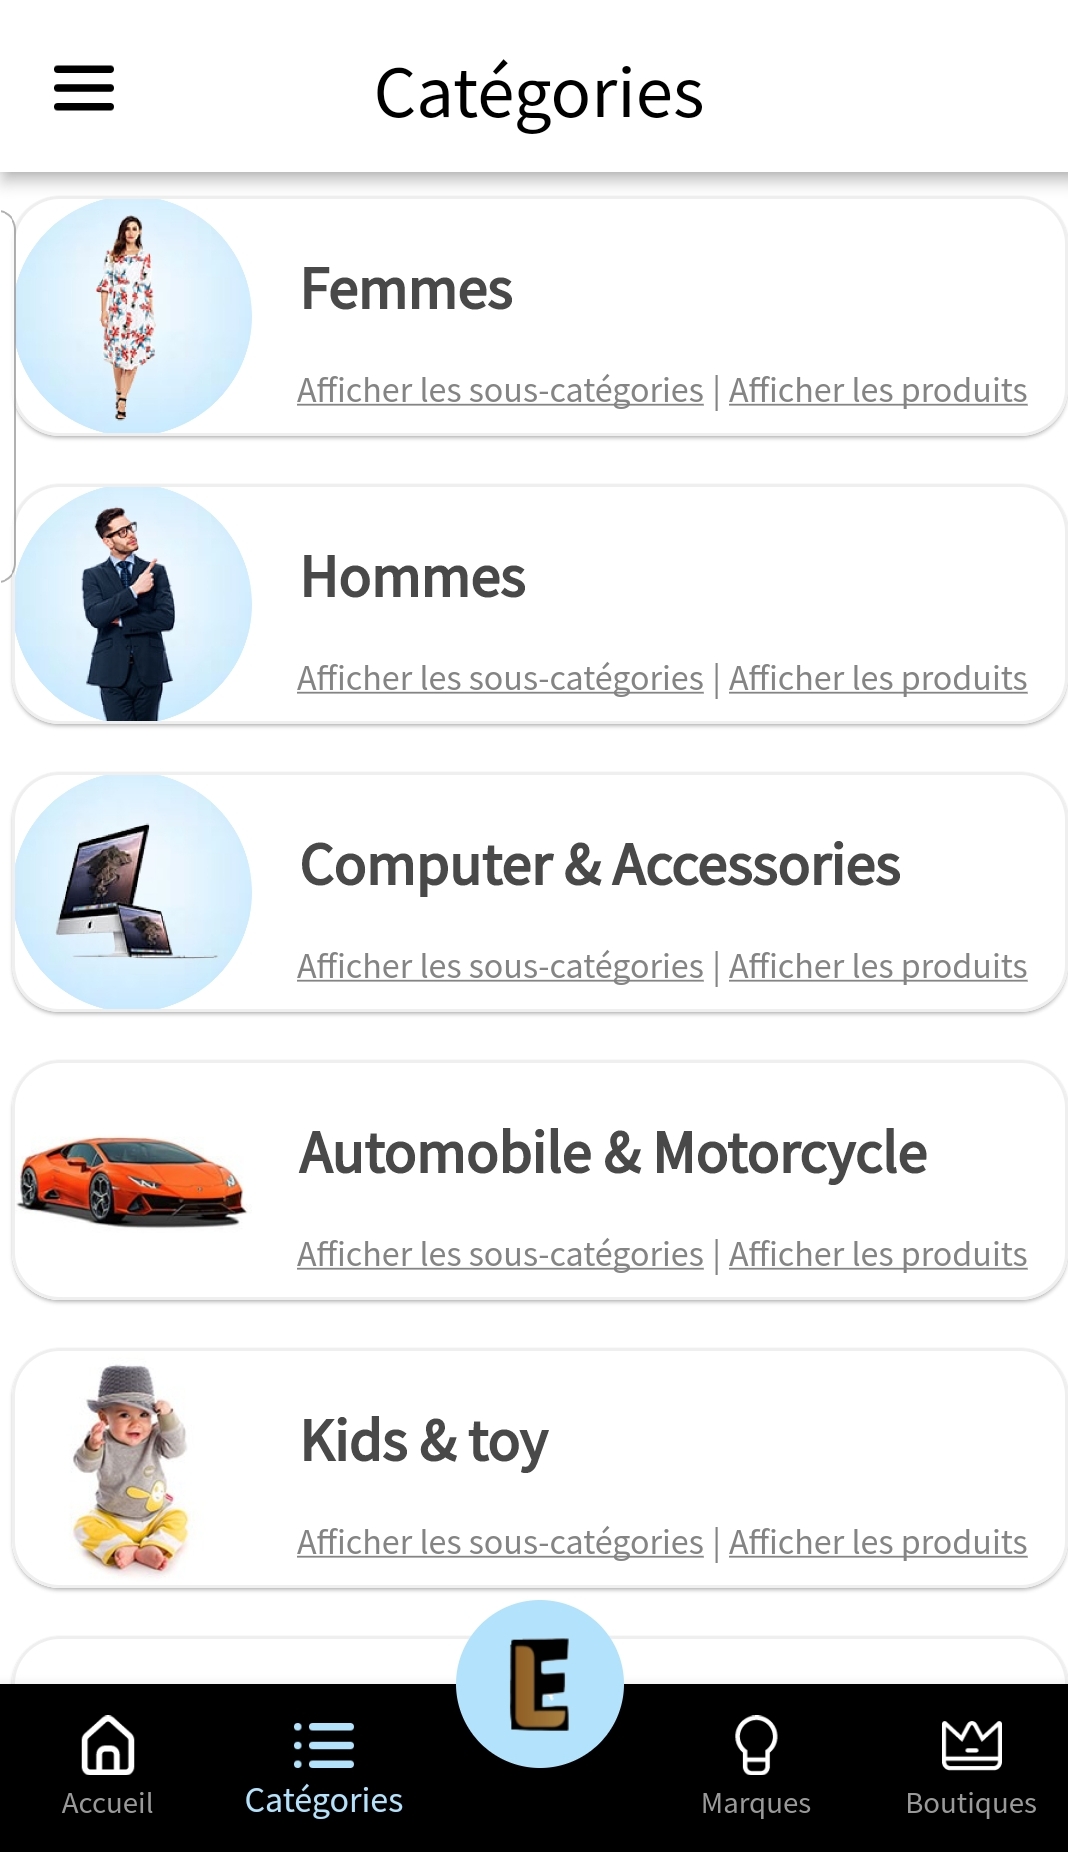 Catégories
Femmes
Afficher les sous-catégories | Afficher les produits
Hommes
Afficher les sous-catégories | Afficher les produits
Computer & Accessories
Afficher les sous-catégories | Afficher les produits
Automobile & Motorcycle
Afficher les sous-catégories | Afficher les produits
Kids & toy
Afficher les sous-catégories | Afficher les produits
LE
Accueil
Catégories
Marques
Boutiques